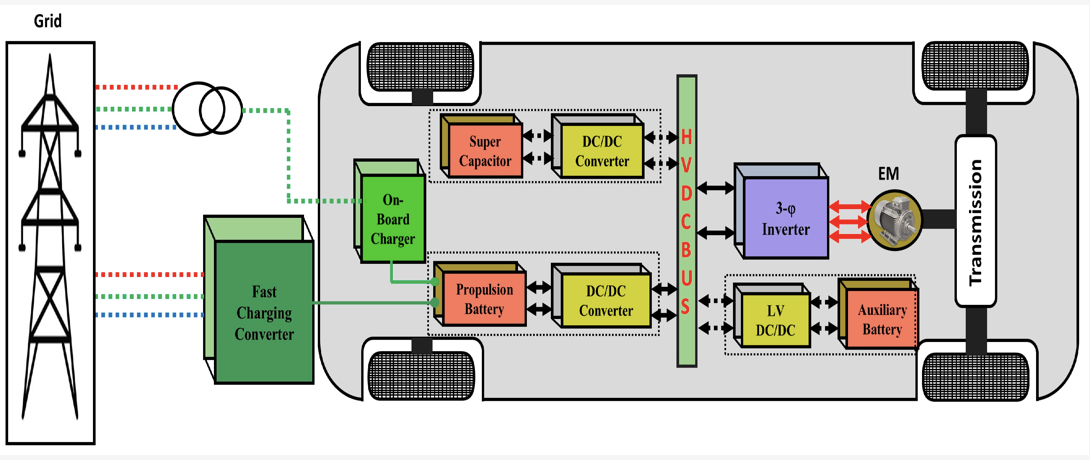 Grid
Super
Capacitor
DC/DC
Converter
H
V
D
C
B
U
S
On-
Board
Charger
3-φ
Inverter
EM
Transmission
Fast
Charging
Converter
Propulsion
Battery
DC/DC
Converter
LV
DC/DC
Auxiliary
Battery